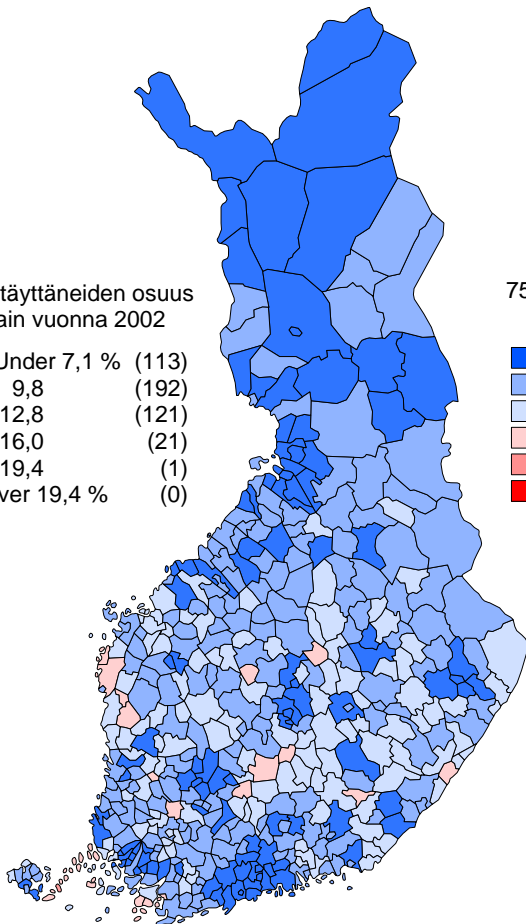 täyttäneiden osuus
ain vuonna 2002
Under 7,1 % (113)
9,8 (192)
12,8 (121)
16,0 (21)
19,4 (1)
ver 19,4 % (0)
75